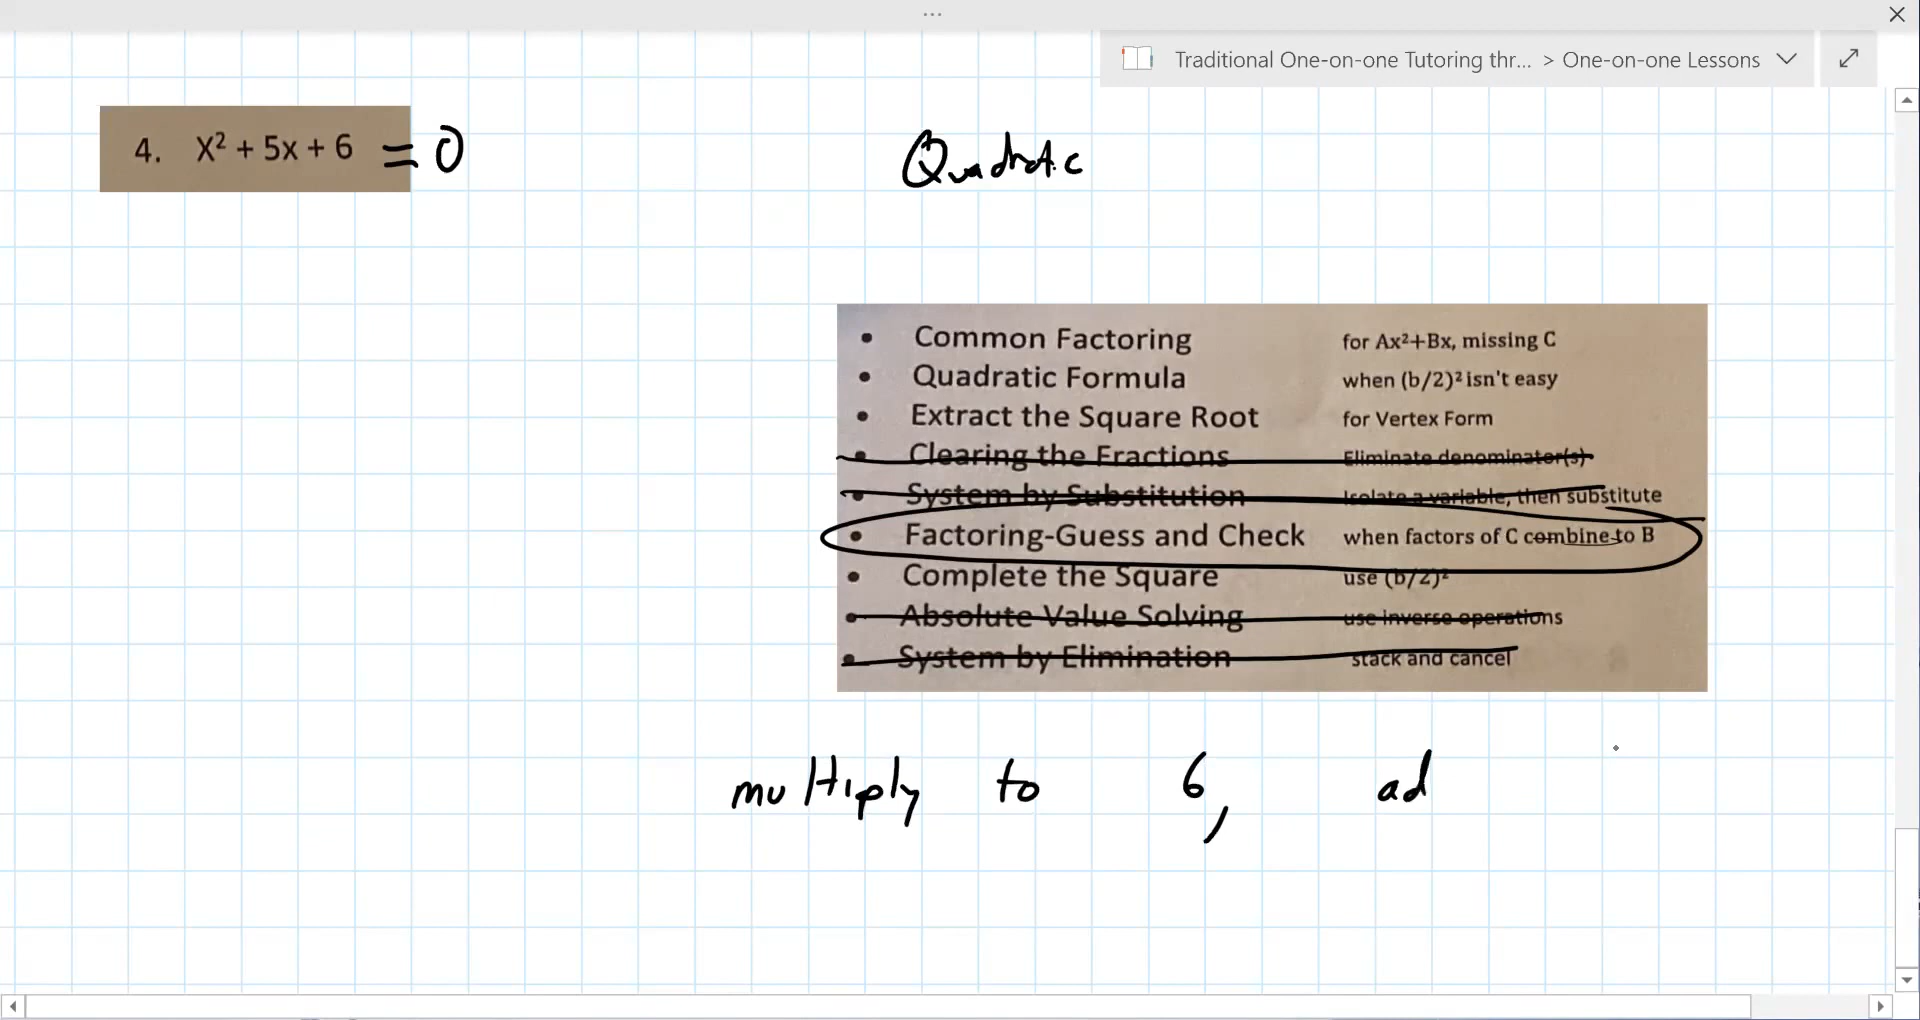 ...
Traditional One-on-one Tutoring thr... > One-on-one Lessons
4. X² + 5x + 6 = 0
Quadratic
• Common Factoring for Ax²+Bx, missing C
• Quadratic Formula when (b/2)² isn't easy
• Extract the Square Root for Vertex Form
• Clearing the Fractions Eliminate denominator(s)
• System by Substitution Isolate a variable, then substitute
• Factoring-Guess and Check when factors of C combine to B
• Complete the Square use (b/2)²
• Absolute Value Solving use inverse operations
• System by Elimination stack and cancel
multiply to 6, ad